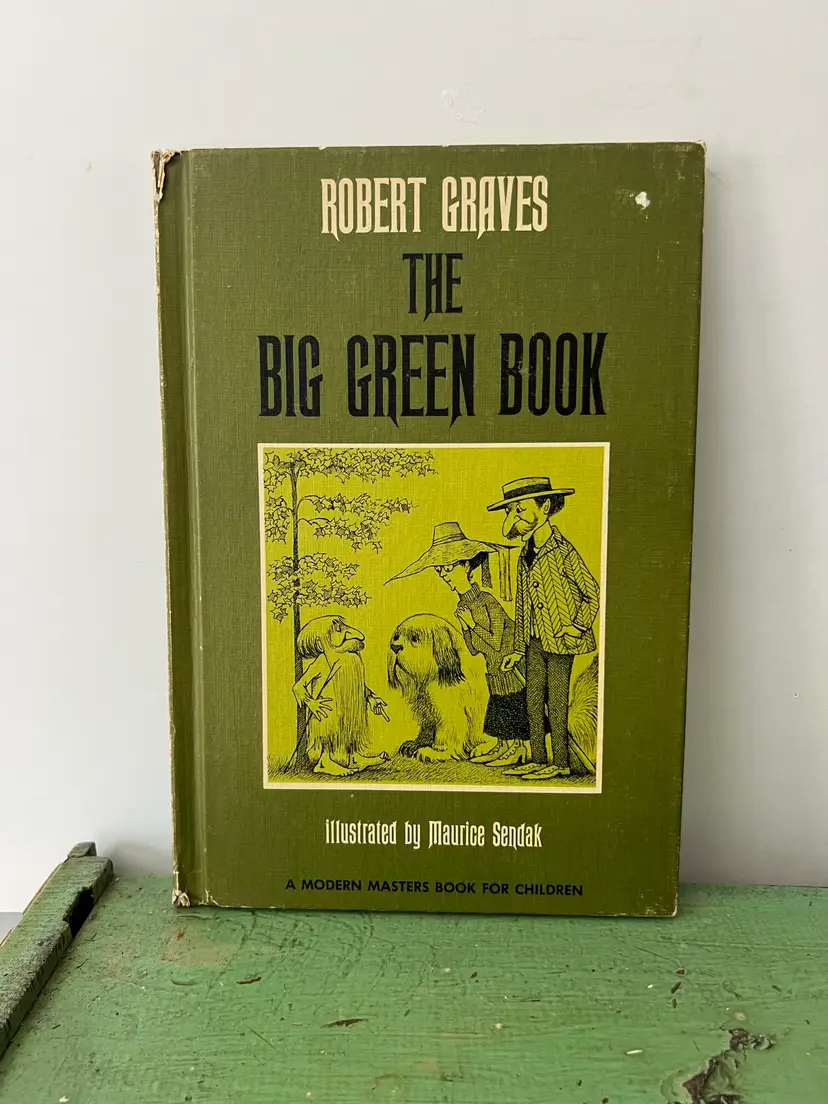 ROBERT GRAVES
THE
BIG GREEN BOOK
illustrated by Maurice Sendak
A MODERN MASTERS BOOK FOR CHILDREN